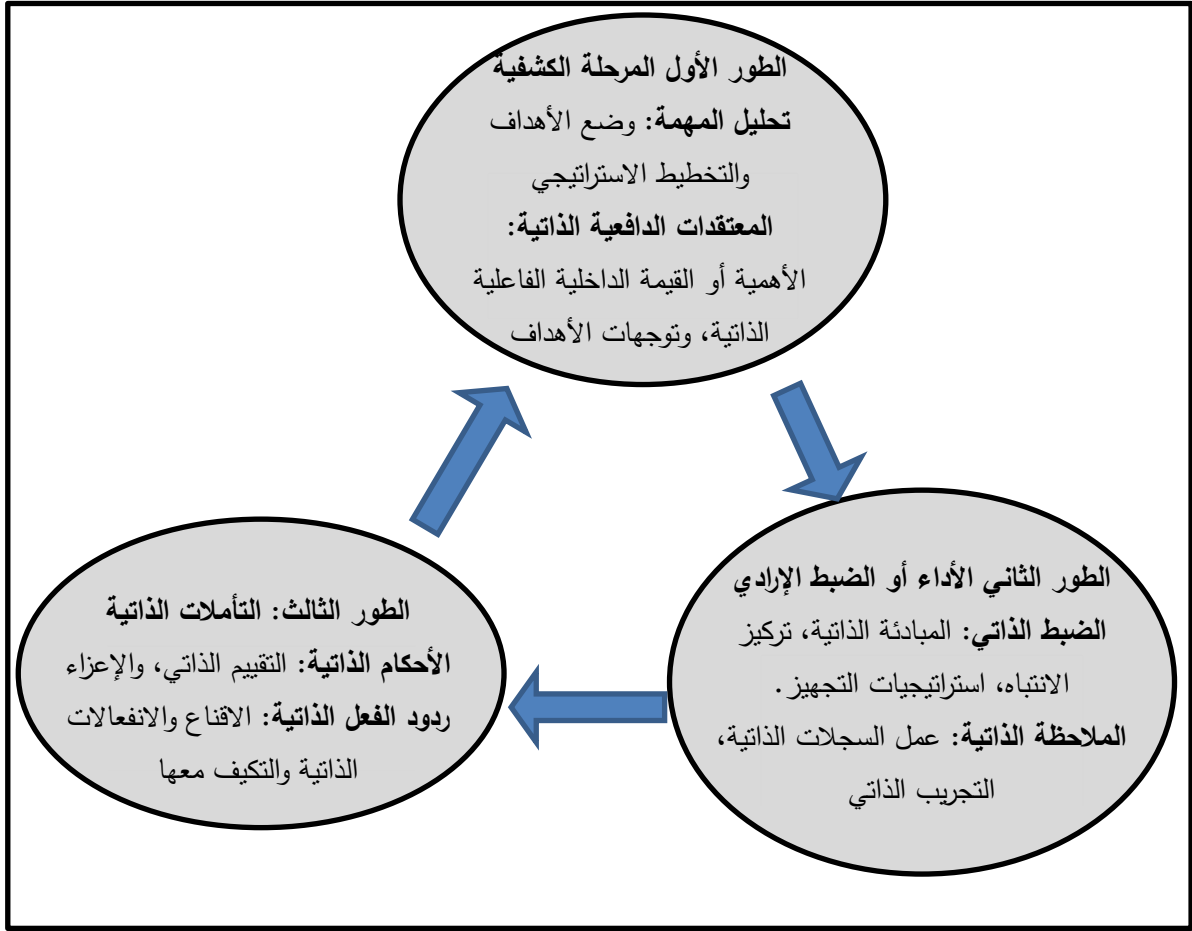 الطور الأول المرحلة الكشفية
تحليل المهمة: وضع الأهداف
والتخطيط الاستراتيجي
المعتقدات الدافعية الذاتية:
الأهمية أو القيمة الداخلية الفاعلية
الذاتية، وتوجهات الأهداف
الطور الثاني الأداء أو الضبط الإرادي
الضبط الذاتي: المبادئة الذاتية، تركيز
الانتباه، استراتيجيات التجهيز.
الملاحظة الذاتية: عمل السجلات الذاتية،
التجريب الذاتي
الطور الثالث: التأملات الذاتية
الأحكام الذاتية: التقييم الذاتي، والإعزاء
ردود الفعل الذاتية: الاقناع والانفعالات
الذاتية والتكيف معها